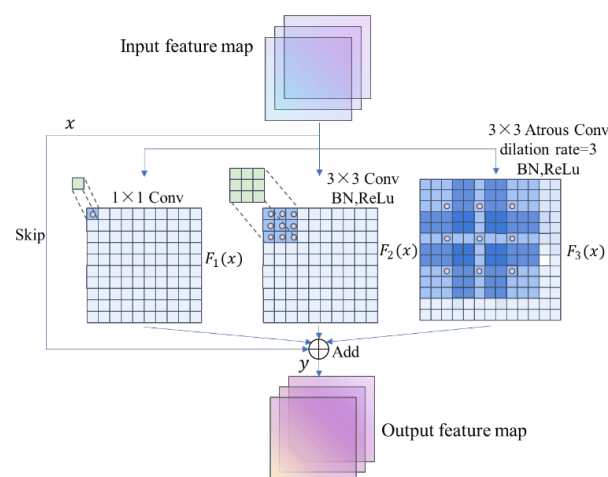 Input feature map
x
3×3 Atrous Conv
dilation rate=3
BN,ReLu
1×1 Conv
3×3 Conv
BN,ReLu
Skip
F₁(x)
F₂(x)
F₃(x)
Add
y
Output feature map